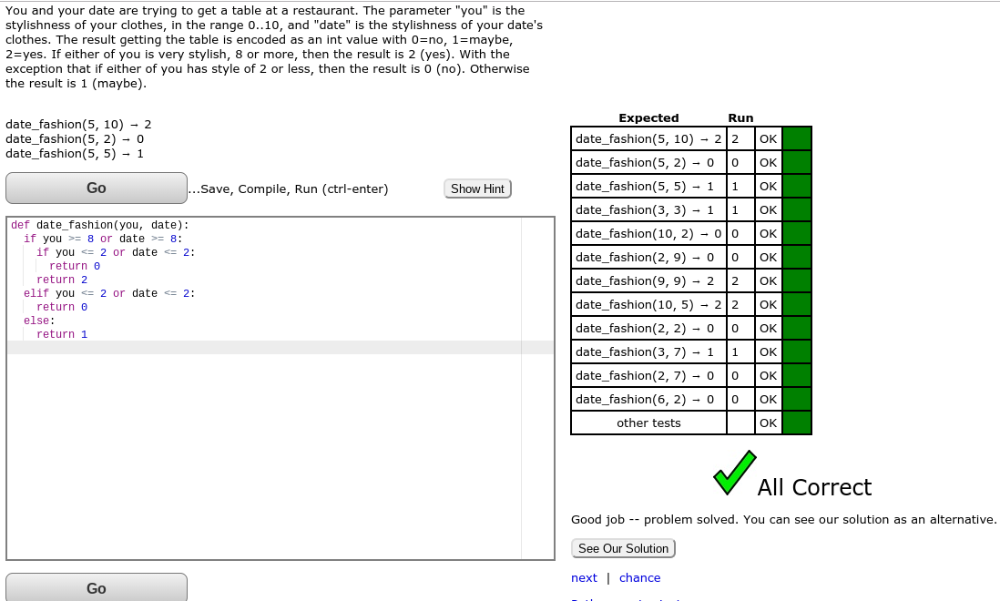 You and your date are trying to get a table at a restaurant. The parameter "you" is the
stylishness of your clothes, in the range 0..10, and "date" is the stylishness of your date's
clothes. The result getting the table is encoded as an int value with 0=no, 1=maybe,
2=yes. If either of you is very stylish, 8 or more, then the result is 2 (yes). With the
exception that if either of you has style of 2 or less, then the result is 0 (no). Otherwise
the result is 1 (maybe).
date_fashion(5, 10) → 2
date_fashion(5, 2) → 0
date_fashion(5, 5) → 1
Go ...Save, Compile, Run (ctrl-enter) Show Hint
def date_fashion(you, date):
  if you >= 8 or date >= 8:
    if you <= 2 or date <= 2:
      return 0
    return 2
  elif you <= 2 or date <= 2:
    return 0
  else:
    return 1
Go
Expected Run
date_fashion(5, 10) → 2 2 OK
date_fashion(5, 2) → 0 0 OK
date_fashion(5, 5) → 1 1 OK
date_fashion(3, 3) → 1 1 OK
date_fashion(10, 2) → 0 0 OK
date_fashion(2, 9) → 0 0 OK
date_fashion(9, 9) → 2 2 OK
date_fashion(10, 5) → 2 2 OK
date_fashion(2, 2) → 0 0 OK
date_fashion(3, 7) → 1 1 OK
date_fashion(2, 7) → 0 0 OK
date_fashion(6, 2) → 0 0 OK
other tests OK
All Correct
Good job -- problem solved. You can see our solution as an alternative.
See Our Solution
next | chance